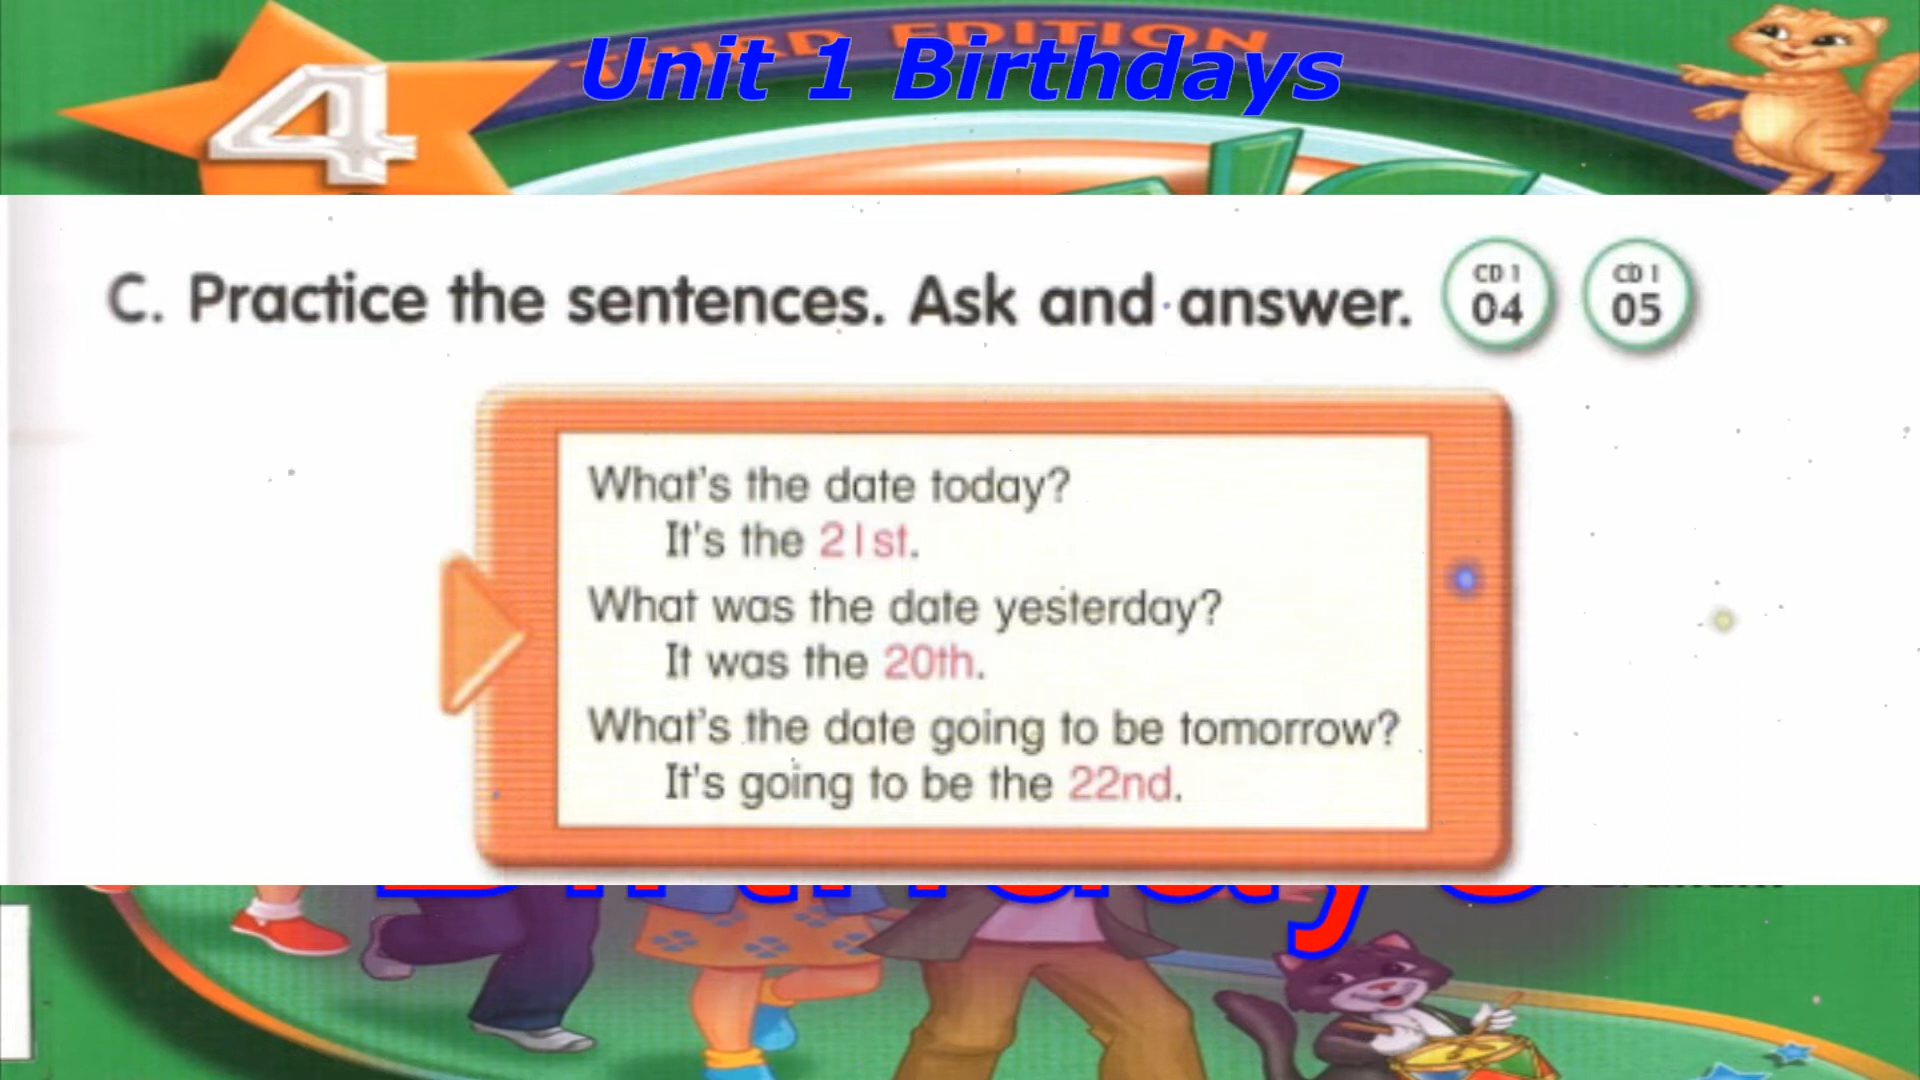 THIRD EDITION
Unit 1 Birthdays
4
C. Practice the sentences. Ask and answer.
CD 1
04
CD 1
05
What's the date today?
It's the 21st.
What was the date yesterday?
It was the 20th.
What's the date going to be tomorrow?
It's going to be the 22nd.